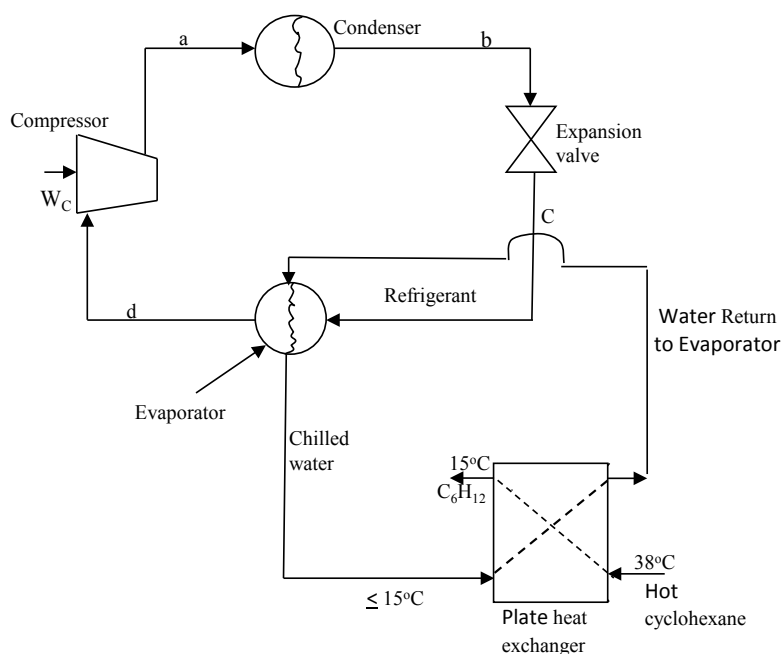 Condenser
a
b
Compressor
Expansion
valve
W_C
C
Refrigerant
d
Water Return
to Evaporator
Evaporator
Chilled
water
15°C
C₆H₁₂
38°C
≤ 15°C
Hot
cyclohexane
Plate heat
exchanger